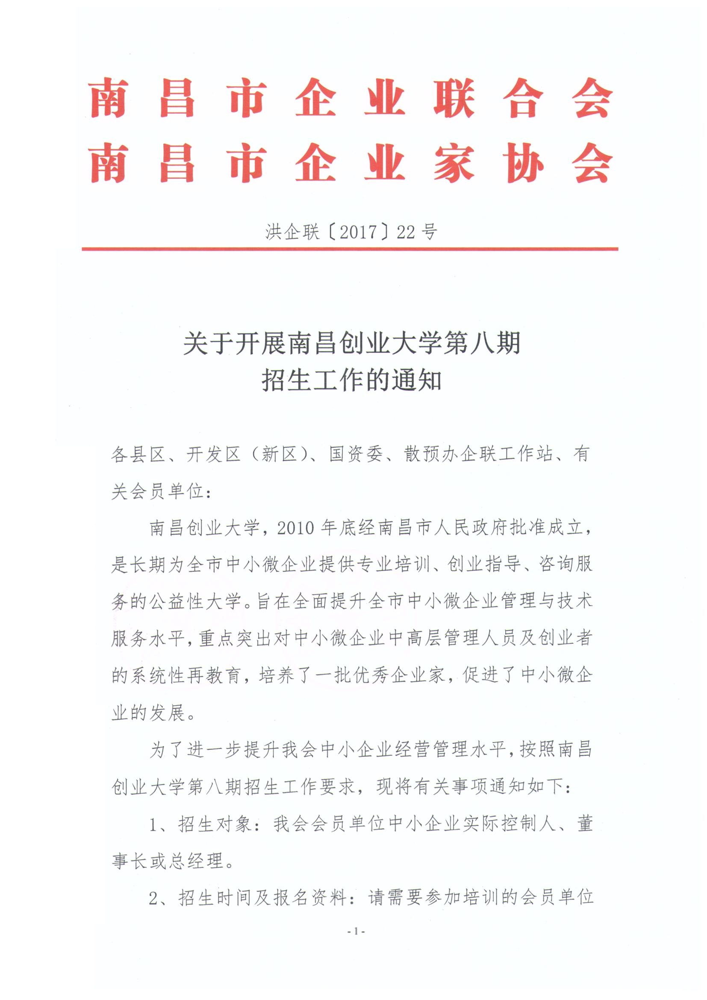 南昌市企业联合会
南昌市企业家协会
洪企联〔2017〕22号
关于开展南昌创业大学第八期
招生工作的通知
各县区、开发区（新区）、国资委、散预办企联工作站、有
关会员单位：
南昌创业大学，2010 年底经南昌市人民政府批准成立，
是长期为全市中小微企业提供专业培训、创业指导、咨询服
务的公益性大学。旨在全面提升全市中小微企业管理与技术
服务水平，重点突出对中小微企业中高层管理人员及创业者
的系统性再教育，培养了一批优秀企业家，促进了中小微企
业的发展。
为了进一步提升我会中小企业经营管理水平，按照南昌
创业大学第八期招生工作要求，现将有关事项通知如下：
1、招生对象：我会会员单位中小企业实际控制人、董
事长或总经理。
2、招生时间及报名资料：请需要参加培训的会员单位
- 1 -